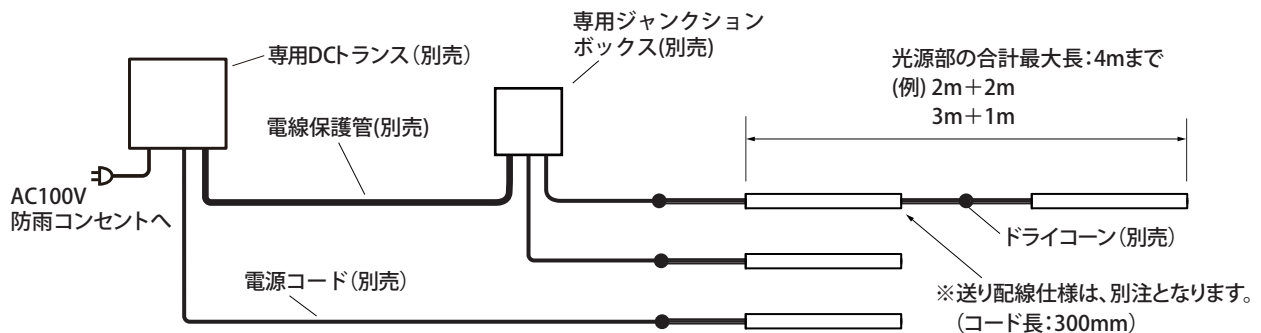 専用ジャンクション
ボックス(別売)
専用DCトランス(別売)
光源部の合計最大長:4mまで
(例) 2m+2m
3m+1m
電線保護管(別売)
AC100V
防雨コンセントへ
ドライコーン(別売)
電源コード(別売)
※送り配線仕様は、別注となります。
(コード長:300mm)